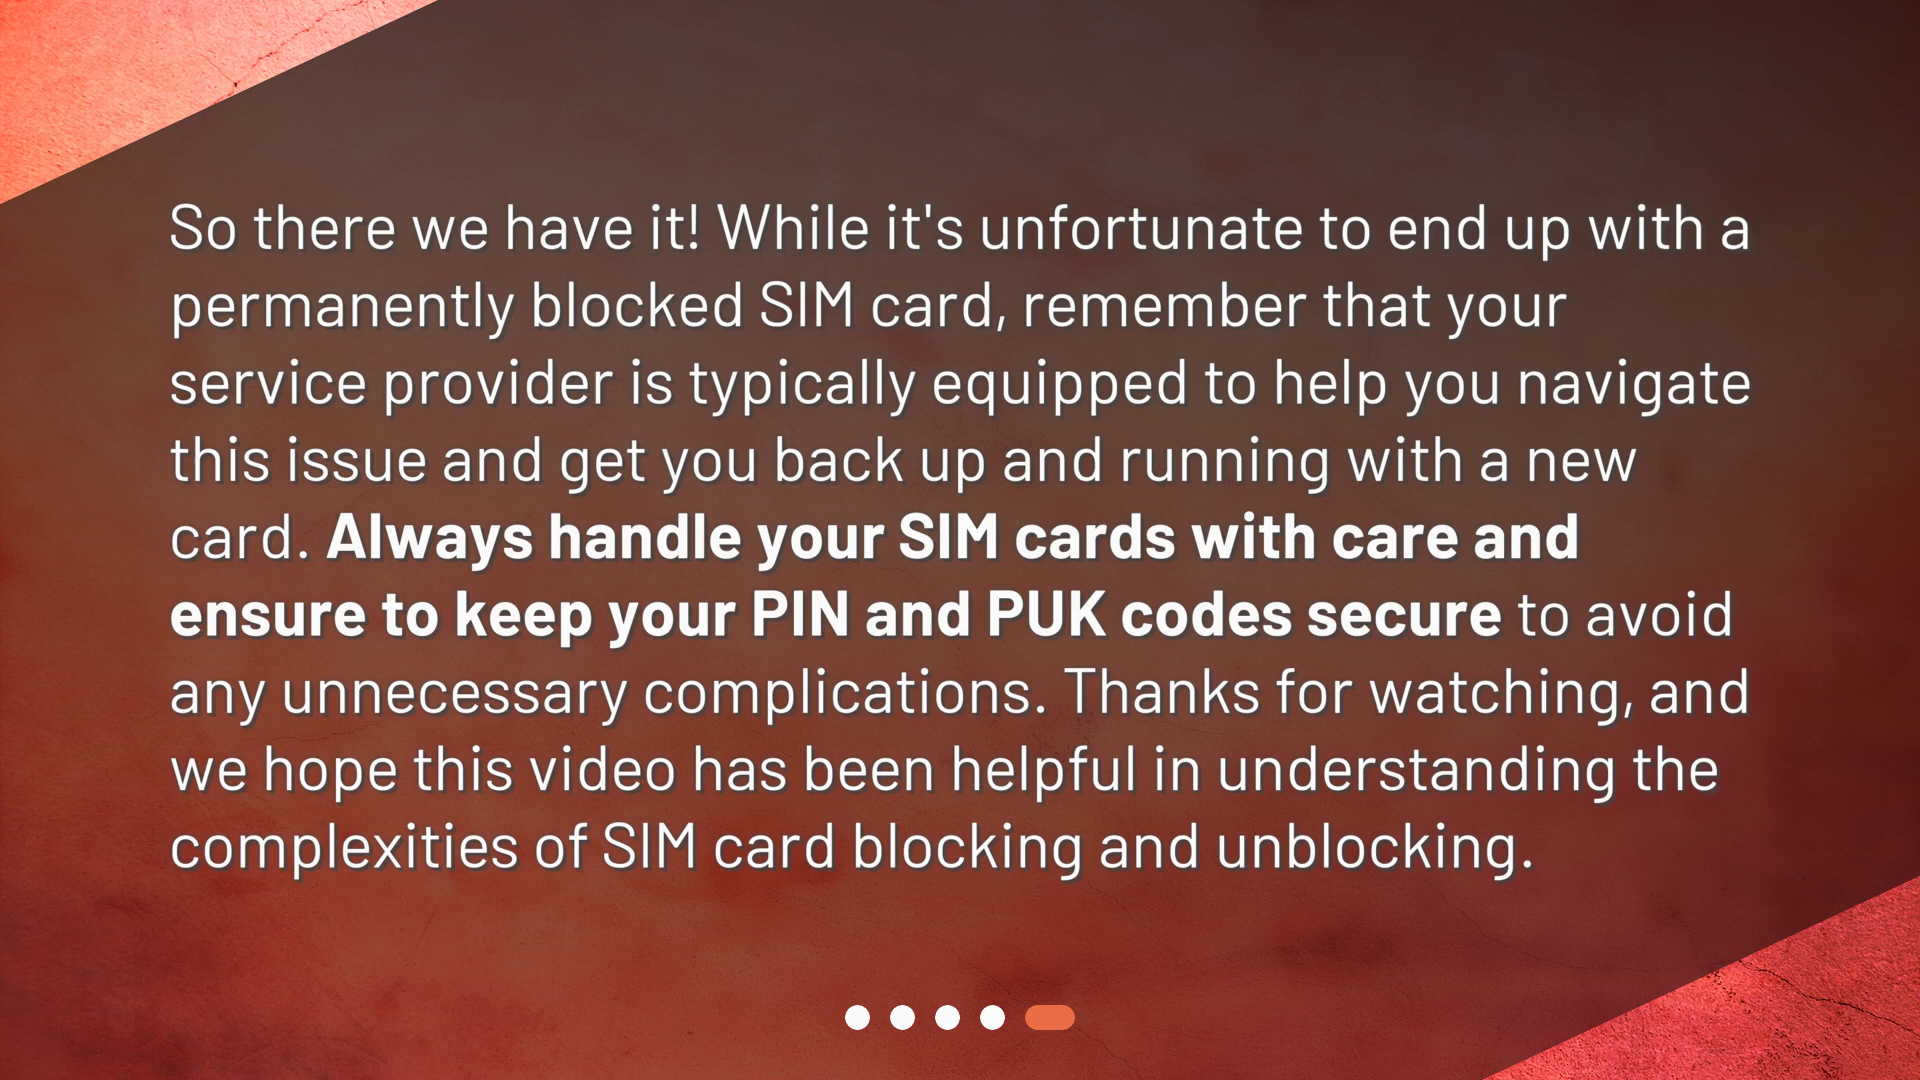 So there we have it! While it's unfortunate to end up with a
permanently blocked SIM card, remember that your
service provider is typically equipped to help you navigate
this issue and get you back up and running with a new
card. Always handle your SIM cards with care and
ensure to keep your PIN and PUK codes secure to avoid
any unnecessary complications. Thanks for watching, and
we hope this video has been helpful in understanding the
complexities of SIM card blocking and unblocking.